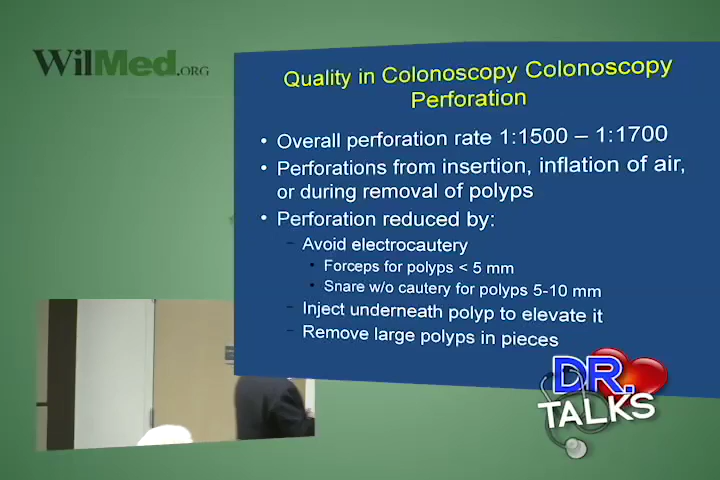 WilMed.ORG
Quality in Colonoscopy Colonoscopy
Perforation
• Overall perforation rate 1:1500 – 1:1700
• Perforations from insertion, inflation of air,
or during removal of polyps
• Perforation reduced by:
– Avoid electrocautery
• Forceps for polyps < 5 mm
• Snare w/o cautery for polyps 5-10 mm
– Inject underneath polyp to elevate it
– Remove large polyps in pieces
DR.
TALKS